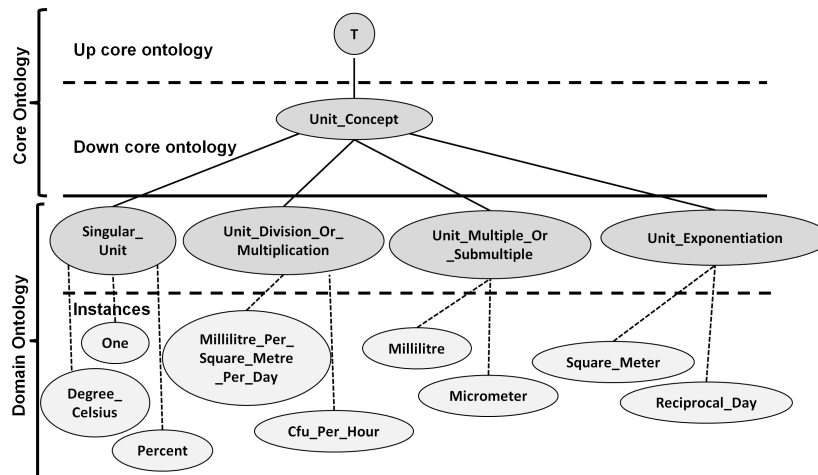 T
Up core ontology
Core Ontology
Unit_Concept
Down core ontology
Singular_
Unit
Unit_Division_Or_
Multiplication
Unit_Multiple_Or
_Submultiple
Unit_Exponentiation
Domain Ontology
Instances
One
Millilitre_Per_
Square_Metre
_Per_Day
Millilitre
Square_Meter
Degree_
Celsius
Micrometer
Reciprocal_Day
Percent
Cfu_Per_Hour